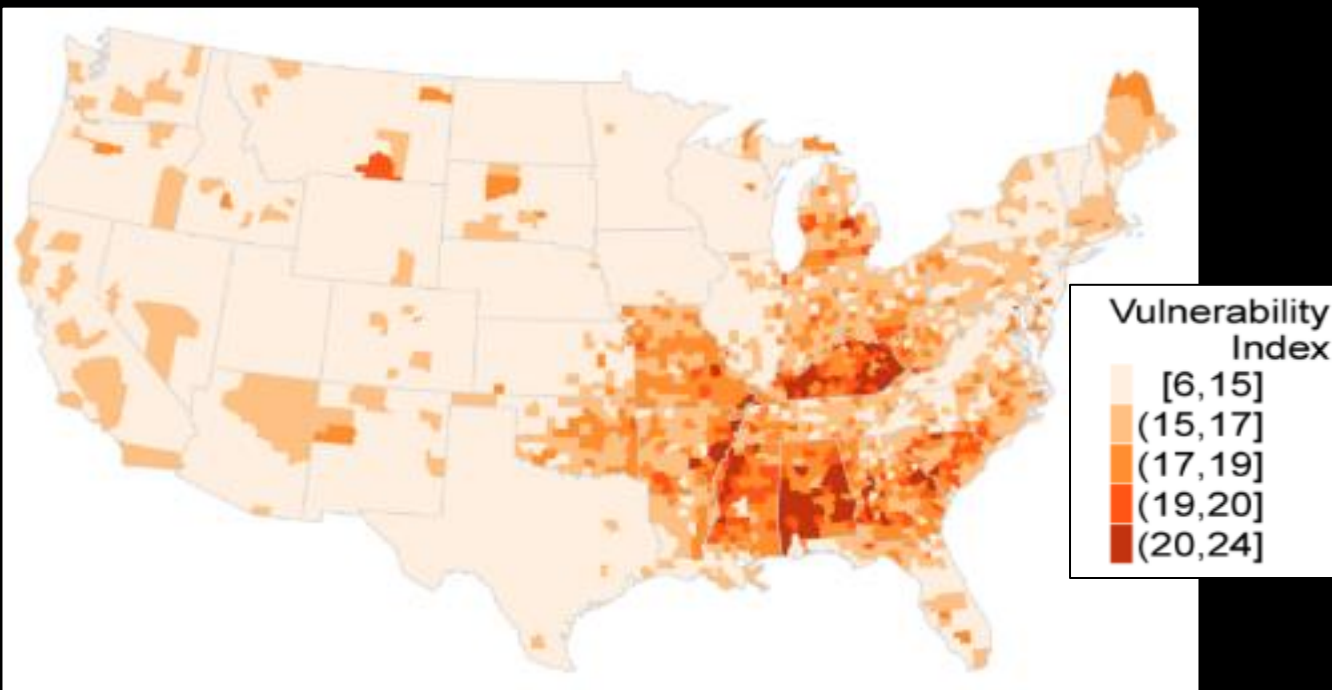 Vulnerability
Index
[6,15]
(15,17]
(17,19]
(19,20]
(20,24]